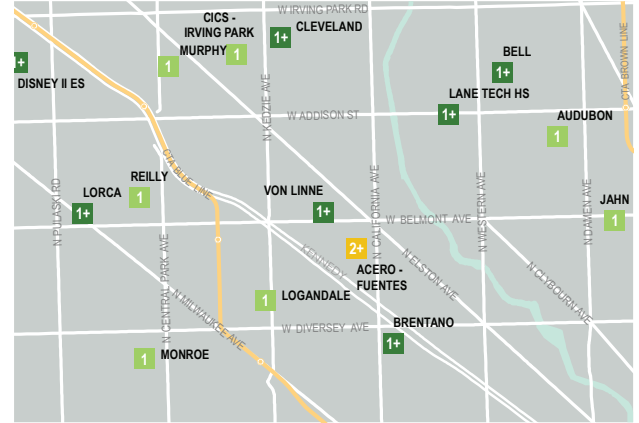 W IRVING PARK RD
CICS -
IRVING PARK
1
CLEVELAND
1+
MURPHY
1
BELL
1+
1+
DISNEY II ES
LANE TECH HS
1+
CTA BROWN LINE
N KEDZIE AVE
W ADDISON ST
AUDUBON
1
CTA BLUE LINE
REILLY
1
LORCA
1+
N PULASKI RD
VON LINNE
1+
N CALIFORNIA AVE
W BELMONT AVE
N WESTERN AVE
N DAMEN AVE
JAHN
1
KENNEDY
2+
ACERO -
FUENTES
N ELSTON AVE
N CLYBOURN AVE
N CENTRAL PARK AVE
N MILWAUKEE AVE
1
LOGANDALE
W DIVERSEY AVE
BRENTANO
1+
1
MONROE